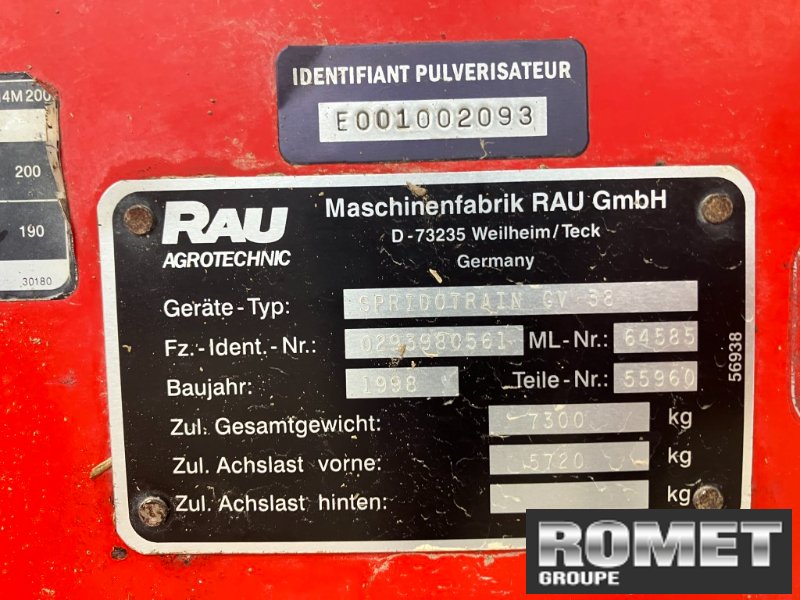 IDENTIFIANT PULVERISATEUR
E001002093
4M200
200
190
30180
RAU
AGROTECHNIC
Maschinenfabrik RAU GmbH
D-73235 Weilheim/Teck
Germany
Geräte-Typ: SPRIDOTRAIN GV 38
Fz.-Ident.-Nr.: 0293980561 ML-Nr.: 64585
Baujahr: 1998 Teile-Nr.: 55960
56938
Zul. Gesamtgewicht: 7300 kg
Zul. Achslast vorne: 5720 kg
Zul. Achslast hinten: kg
ROMET
GROUPE